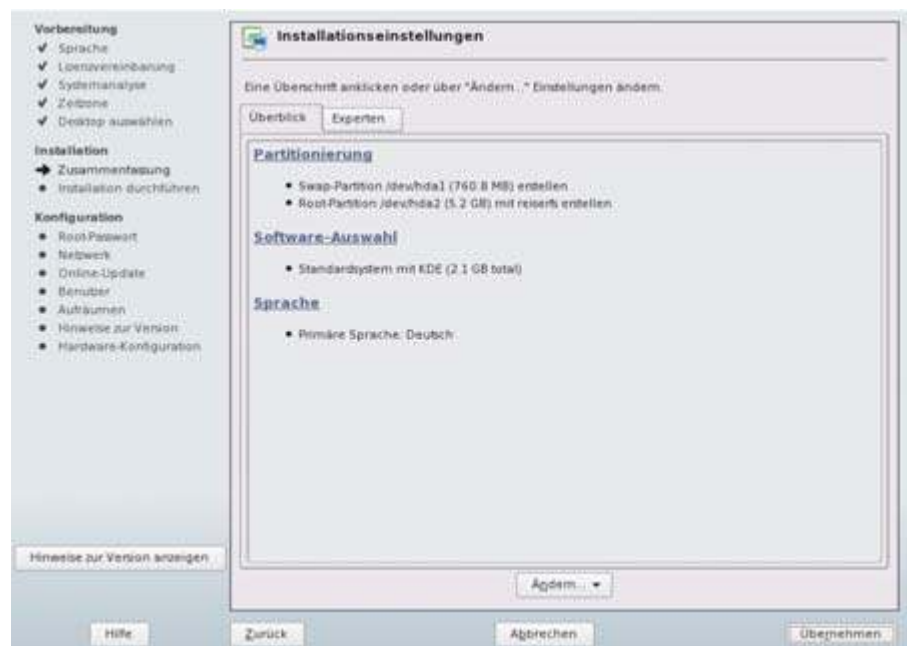 Vorbereitung
Sprache
Lizenzvereinbarung
Systemanalyse
Zeitzone
Desktop auswählen
Installation
Zusammenfassung
Installation durchführen
Konfiguration
Root-Passwort
Netzwerk
Online-Update
Benutzer
Aufräumen
Hinweise zur Version
Hardware-Konfiguration
Hinweise zur Version anzeigen
Installationseinstellungen
Eine Überschrift anklicken oder über "Ändern..." Einstellungen ändern.
Überblick
Experten
Partitionierung
Swap-Partition /dev/hda1 (760.8 MB) erstellen
Root-Partition /dev/hda2 (5.2 GB) mit reiserfs erstellen
Software-Auswahl
Standardsystem mit KDE (2.1 GB total)
Sprache
Primäre Sprache: Deutsch
Ändern...
Hilfe
Zurück
Abbrechen
Übernehmen